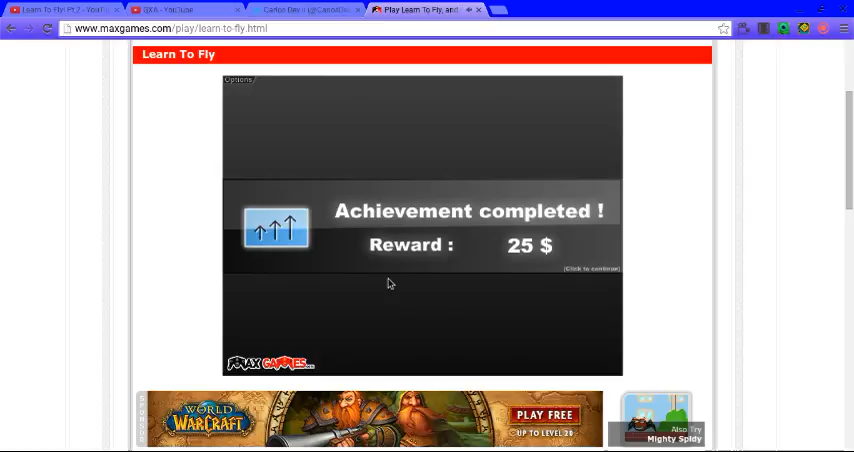 Learn To Fly! Pt.2 - YouTu
YouTube
Play Learn To Fly, and
www.maxgames.com/play/learn-to-fly.html
Learn To Fly
Options
Achievement completed !
Reward : 25 $
(Click to continue)
MAX GAMES
WORLD
WARCRAFT
PLAY FREE
UP TO LEVEL 20
Also Try
Mighty Spidy